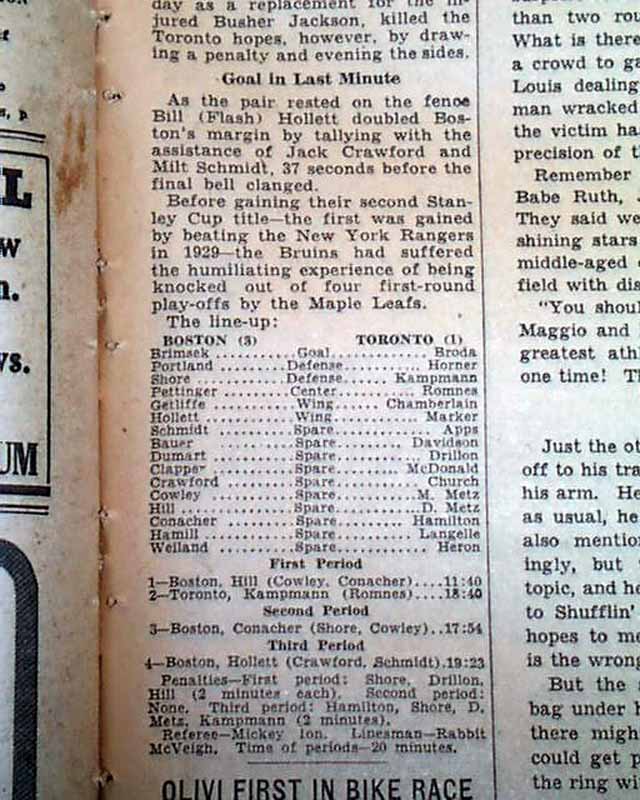 day as a replacement for the in-
jured Busher Jackson, killed the
Toronto hopes, however, by draw-
ing a penalty and evening the sides.
Goal in Last Minute
As the pair rested on the fence
Bill (Flash) Hollett doubled Bos-
ton's margin by tallying with the
assistance of Jack Crawford and
Milt Schmidt, 37 seconds before the
final bell clanged.
Before gaining their second Stan-
ley Cup title—the first was gained
by beating the New York Rangers
in 1929—the Bruins had suffered
the humiliating experience of being
knocked out of four first-round
play-offs by the Maple Leafs.
The line-up:
BOSTON (3) TORONTO (1)
Brimsek ..........Goal............ Broda
Portland .........Defense.......... Horner
Shore ...........Defense....... Kampmann
Pettinger ........Center......... Romnes
Getliffe ..........Wing...... Chamberlain
Hollett ...........Wing.......... Marker
Schmidt ..........Spare............ Apps
Bauer ............Spare........ Davidson
Dumart ...........Spare.......... Drillon
Clapper ..........Spare........ McDonald
Crawford .........Spare.......... Church
Cowley ...........Spare......... M. Metz
Hill .............Spare......... D. Metz
Conacher .........Spare........ Hamilton
Hamill ...........Spare........ Langelle
Weiland ..........Spare........... Heron
First Period
1—Boston, Hill (Cowley, Conacher)....11:40
2—Toronto, Kampmann (Romnes)......18:40
Second Period
3—Boston, Conacher (Shore, Cowley)..17:54
Third Period
4—Boston, Hollett (Crawford, Schmidt).19:23
Penalties—First period: Shore, Drillon,
Hill (2 minutes each). Second period:
None. Third period: Hamilton, Shore, D.
Metz, Kampmann (2 minutes).
Referee—Mickey Ion. Linesman—Rabbit
McVeigh. Time of periods—20 minutes.
OLIVI FIRST IN BIKE RACE
than two rou
What is there
a crowd to ga
Louis dealing
man wracked
the victim ha
precision of t
Remember
Babe Ruth, J
They said we
shining stars
middle-aged
field with dis
"You shoul
Maggio and
greatest athl
one time! Th
Just the ot
off to his tra
his arm. He
as usual, he
also mention
ingly, but
topic, and he
to Shufflin'
hopes to me
is the wrong
But the s
bag under h
there migh
could get p
the ring wi